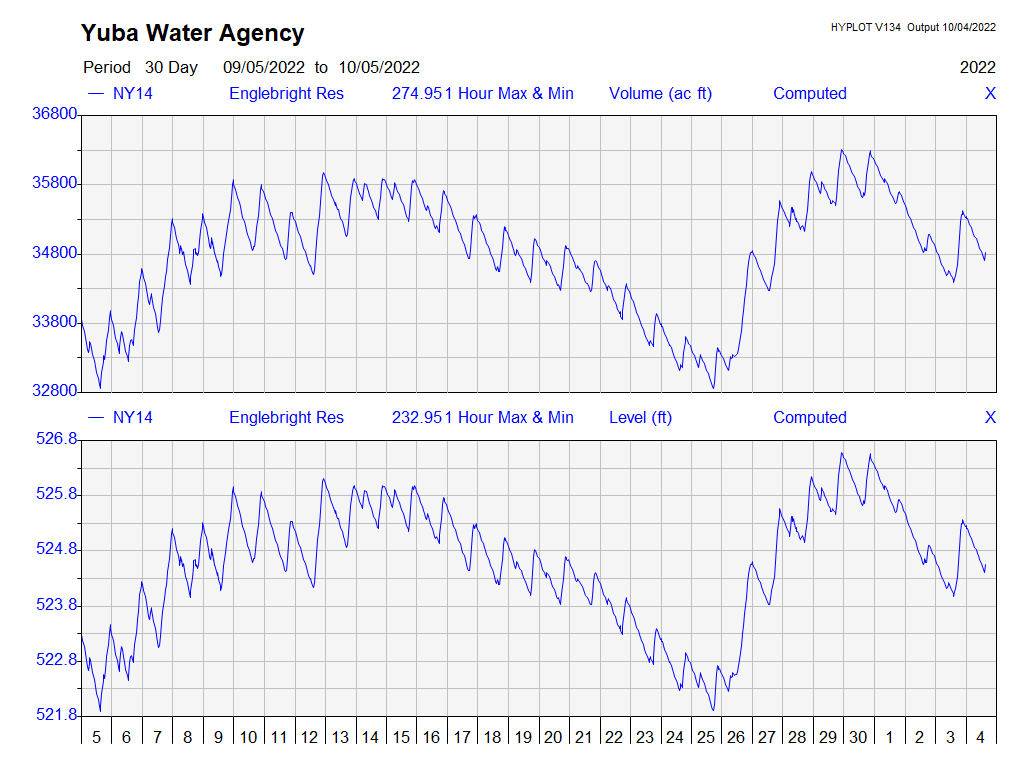 Yuba Water Agency
HYPLOT V134 Output 10/04/2022
Period 30 Day 09/05/2022 to 10/05/2022 2022
NY14 Englebright Res 274.951 Hour Max & Min Volume (ac ft) Computed X
36800
35800
34800
33800
32800
NY14 Englebright Res 232.951 Hour Max & Min Level (ft) Computed X
526.8
525.8
524.8
523.8
522.8
521.8
5 6 7 8 9 10 11 12 13 14 15 16 17 18 19 20 21 22 23 24 25 26 27 28 29 30 1 2 3 4